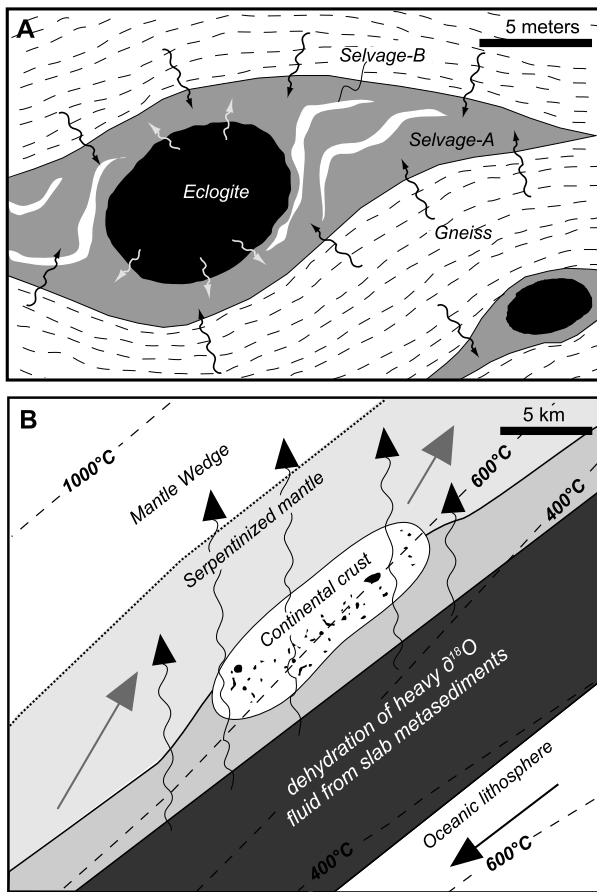 A
5 meters
Selvage-B
Selvage-A
Eclogite
Gneiss
B
5 km
1000°C
Mantle Wedge
Serpentinized mantle
600°C
400°C
Continental crust
dehydration of heavy ∂¹⁸O
fluid from slab metasediments
Oceanic lithosphere
400°C
600°C